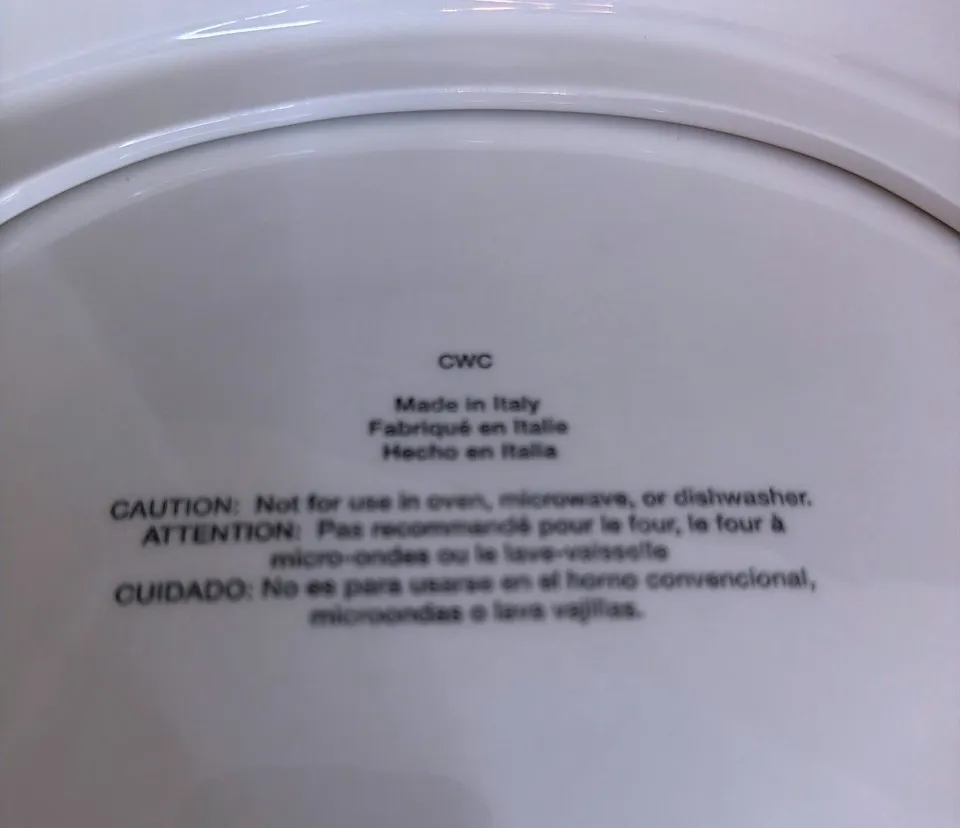 CWC
Made in Italy
Fabriqué en Italie
Hecho en Italia
CAUTION: Not for use in oven, microwave, or dishwasher.
ATTENTION: Pas recommandé pour le four, le four à
micro-ondes ou le lave-vaisselle
CUIDADO: No es para usarse en el horno convencional,
microondas o lava vajillas.